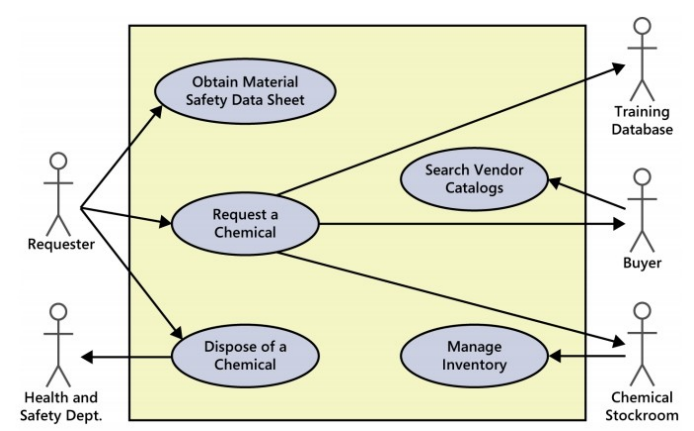 Obtain Material
Safety Data Sheet
Training
Database
Search Vendor
Catalogs
Request a
Chemical
Requester
Buyer
Dispose of a
Chemical
Manage
Inventory
Health and
Safety Dept.
Chemical
Stockroom